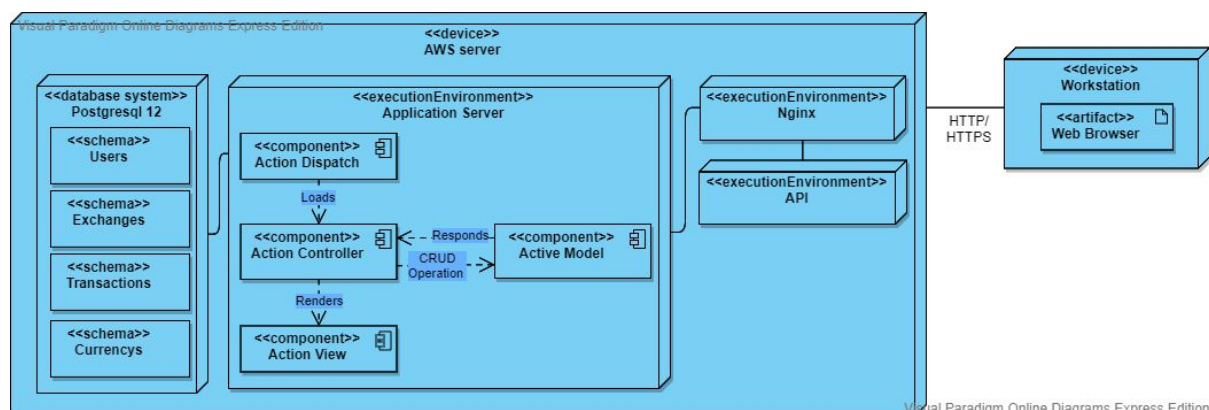 Visual Paradigm Online Diagrams Express Edition
<<device>>
AWS server
<<database system>>
Postgresql 12
<<schema>>
Users
<<schema>>
Exchanges
<<schema>>
Transactions
<<schema>>
Currencys
<<executionEnvironment>>
Application Server
<<component>>
Action Dispatch
Loads
<<component>>
Action Controller
Responds
CRUD
Operation
<<component>>
Active Model
Renders
<<component>>
Action View
<<executionEnvironment>>
Nginx
<<executionEnvironment>>
API
HTTP/
HTTPS
<<device>>
Workstation
<<artifact>>
Web Browser
Visual Paradigm Online Diagrams Express Edition